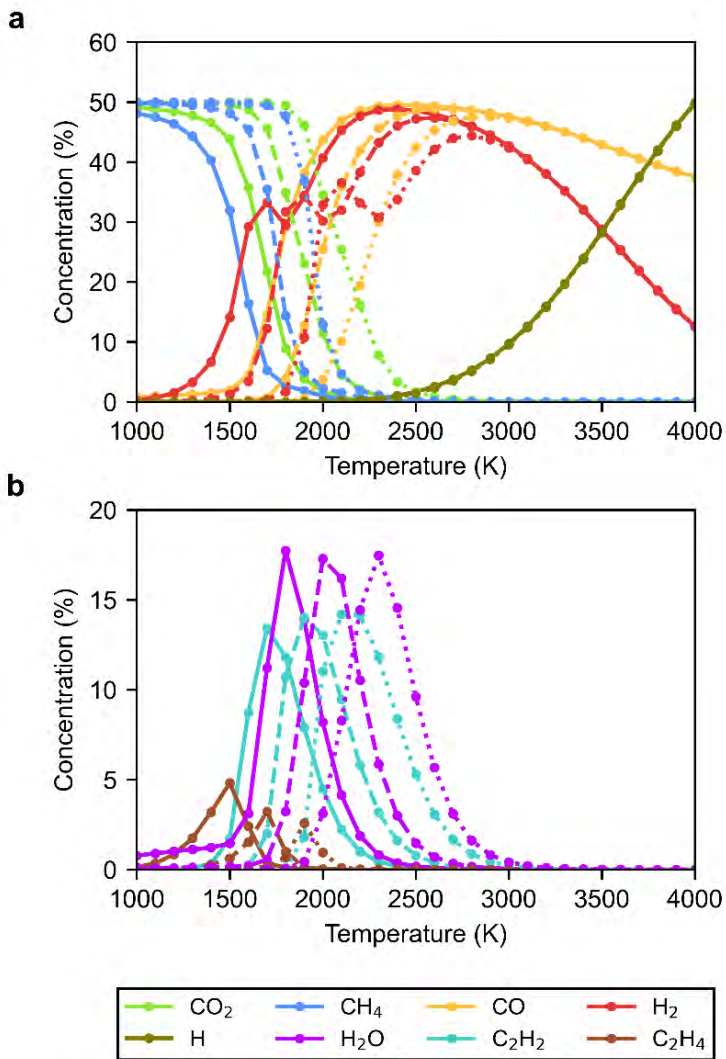 a
60
50
40
30
20
10
0
Concentration (%)
1000 1500 2000 2500 3000 3500 4000
Temperature (K)
b
20
15
10
5
0
Concentration (%)
1000 1500 2000 2500 3000 3500 4000
Temperature (K)
CO₂ CH₄ CO H₂
H H₂O C₂H₂ C₂H₄